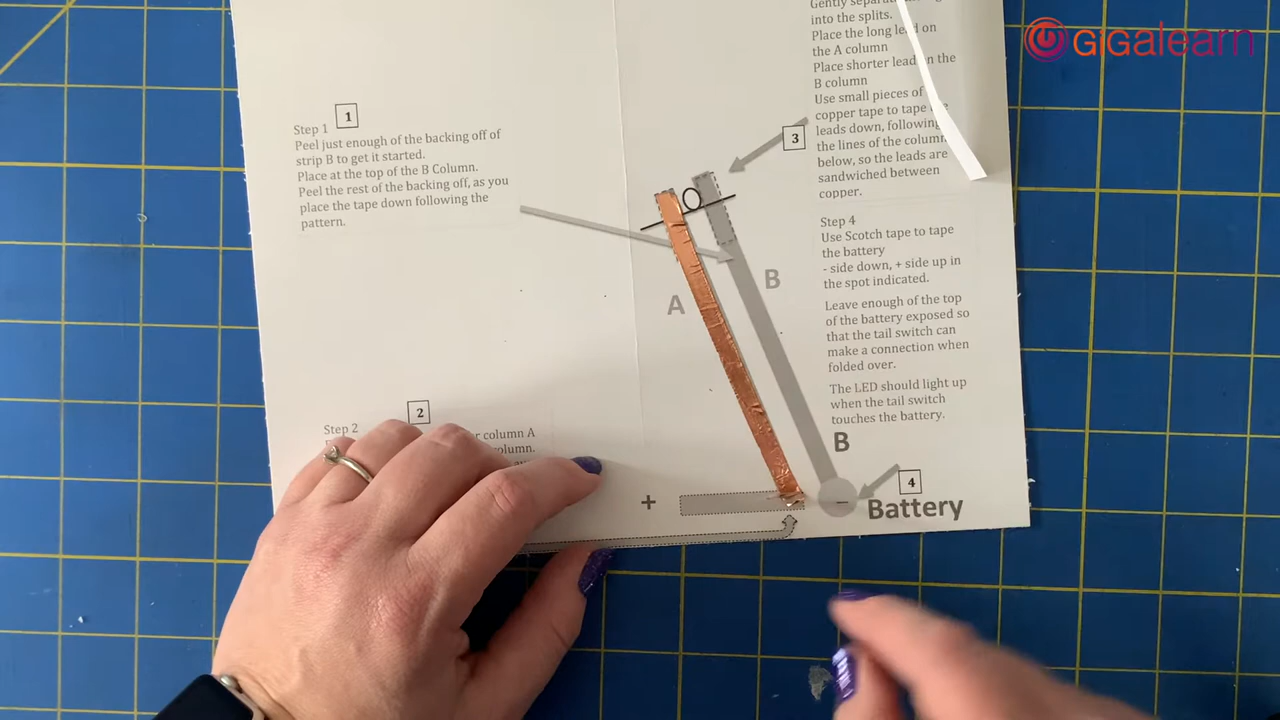 GiGalearn
1
Step 1
Peel just enough of the backing off of
strip B to get it started.
Place at the top of the B Column.
Peel the rest of the backing off, as you
place the tape down following the
pattern.
2
Step 2
column A
column.
Gently
into the splits.
Place the long lead on
the A column
Place shorter lead on the
B column
Use small pieces of
copper tape to tape
leads down, following
the lines of the column
below, so the leads are
sandwiched between
copper.
3
Step 4
Use Scotch tape to tape
the battery
- side down, + side up in
the spot indicated.
Leave enough of the top
of the battery exposed so
that the tail switch can
make a connection when
folded over.
The LED should light up
when the tail switch
touches the battery.
A
B
B
4
+
−
Battery